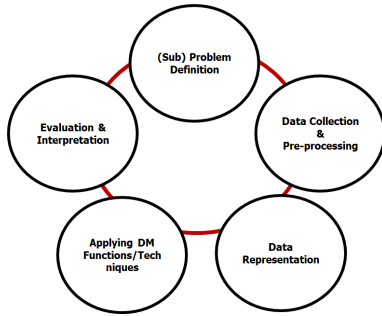 (Sub) Problem
Definition
Data Collection
&
Pre-processing
Data
Representation
Applying DM
Functions/Tech
niques
Evaluation &
Interpretation